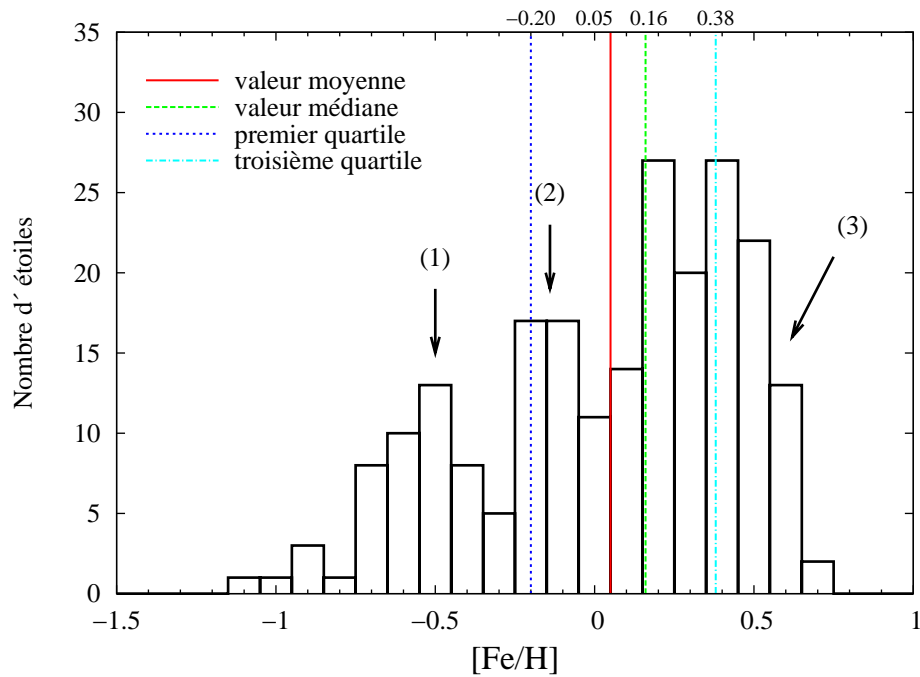 −0.20 0.05 0.16 0.38
35
30
25
20
15
10
5
0
Nombre d´ étoiles
valeur moyenne
valeur médiane
premier quartile
troisième quartile
(1)
(2)
(3)
−1.5 −1 −0.5 0 0.5 1
[Fe/H]